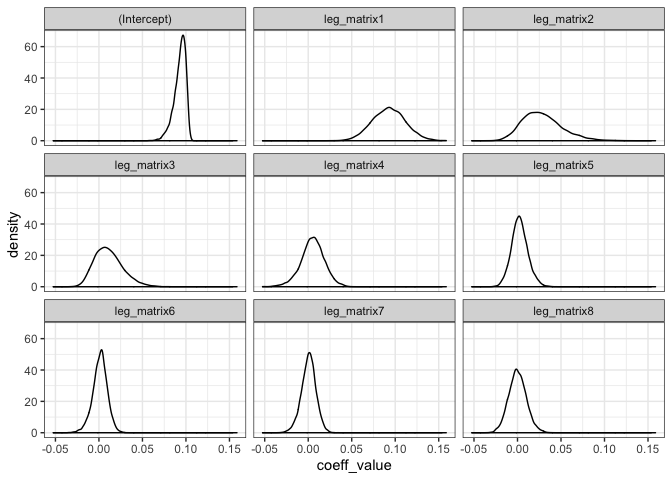 (Intercept) leg_matrix1 leg_matrix2
60
40
20
0
leg_matrix3 leg_matrix4 leg_matrix5
60
40
20
0
density
leg_matrix6 leg_matrix7 leg_matrix8
60
40
20
0
-0.05 0.00 0.05 0.10 0.15 -0.05 0.00 0.05 0.10 0.15 -0.05 0.00 0.05 0.10 0.15
coeff_value